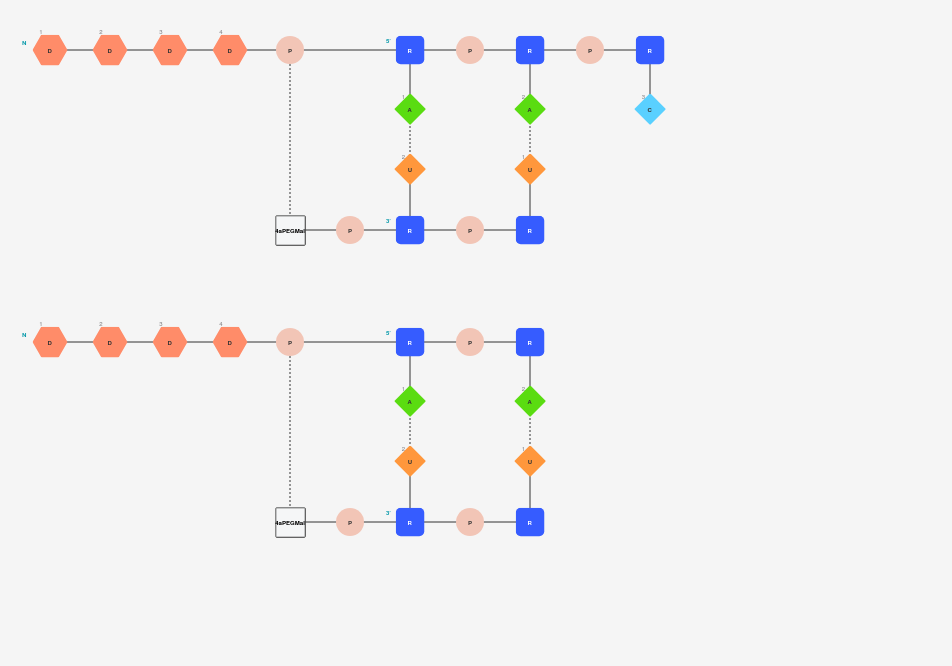 1 2 3 4
N D D D D P 5' R P R P R
1 2 3
A A C
2 1
U U
3'
4aPEGMal P R P R
1 2 3 4
N D D D D P 5' R P R
1 2
A A
2 1
U U
3'
4aPEGMal P R P R